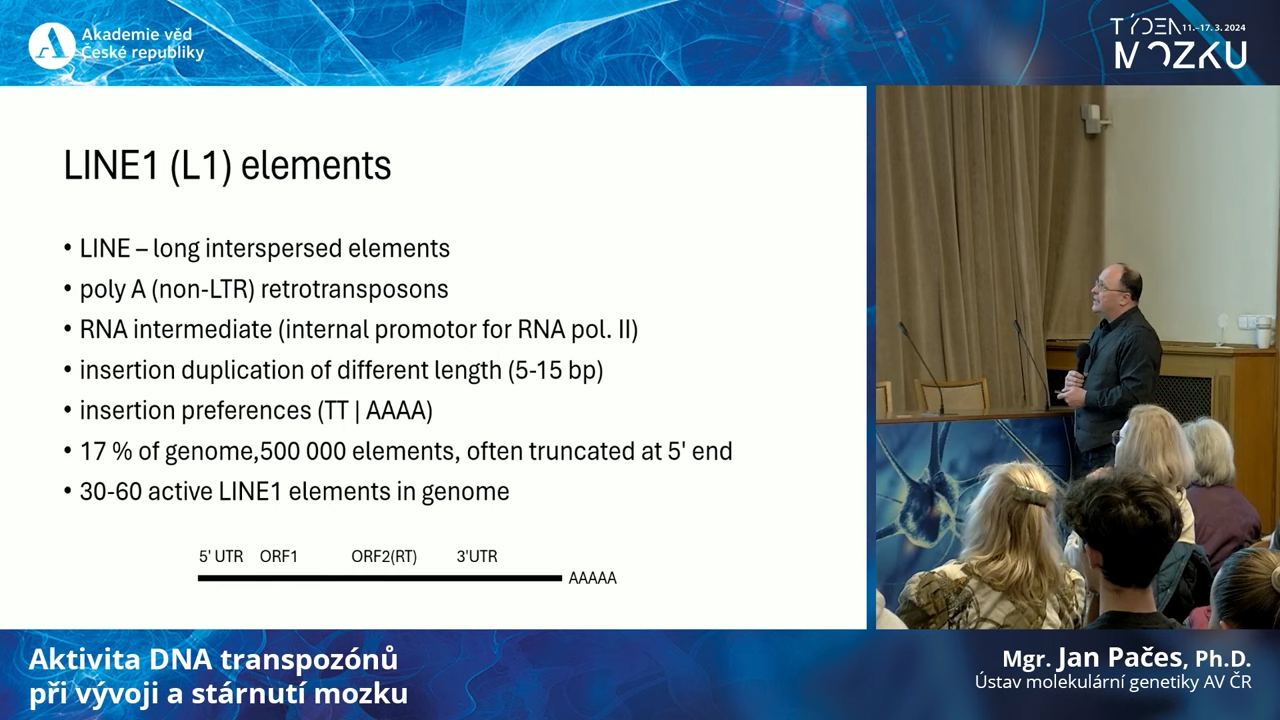 Akademie věd
České republiky
TÝDEN 11.–17. 3. 2024
MOZKU
LINE1 (L1) elements
• LINE – long interspersed elements
• poly A (non-LTR) retrotransposons
• RNA intermediate (internal promotor for RNA pol. II)
• insertion duplication of different length (5-15 bp)
• insertion preferences (TT | AAAA)
• 17 % of genome,500 000 elements, often truncated at 5' end
• 30-60 active LINE1 elements in genome
5' UTR ORF1 ORF2(RT) 3'UTR
AAAAA
Aktivita DNA transpozónů
při vývoji a stárnutí mozku
Mgr. Jan Pačes, Ph.D.
Ústav molekulární genetiky AV ČR